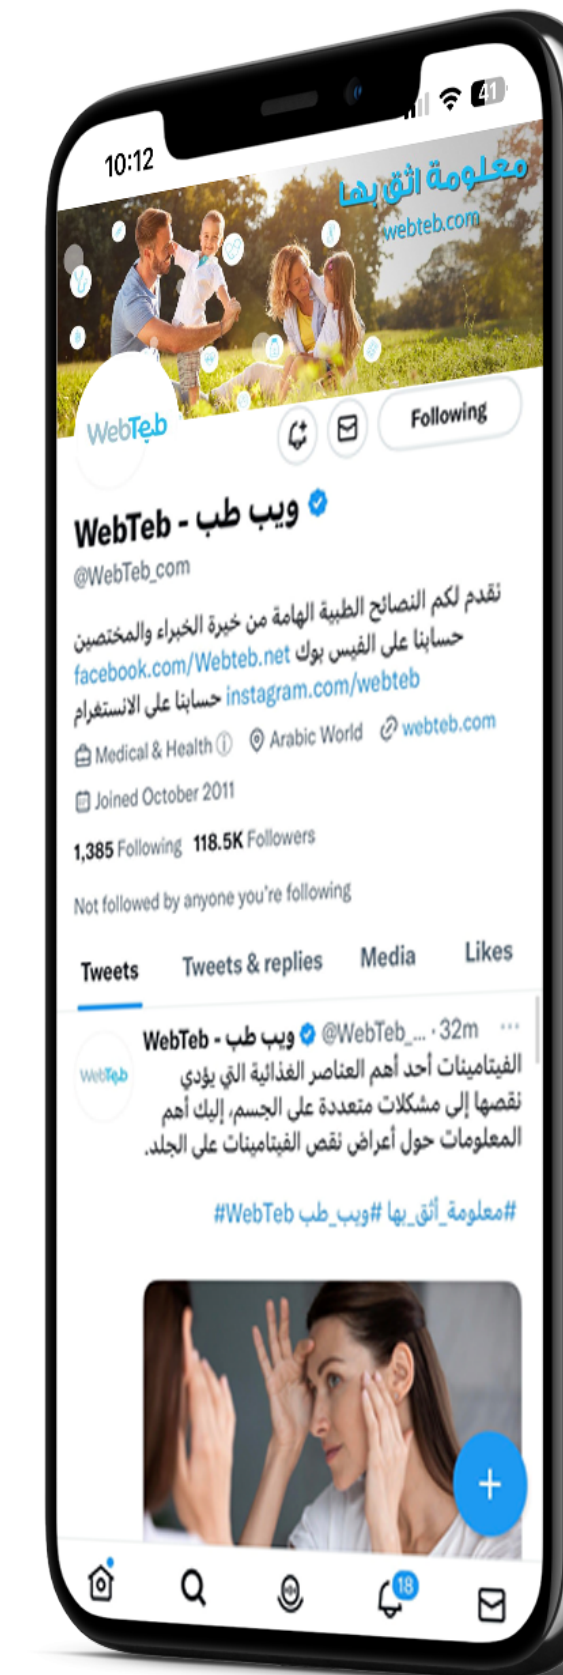 10:12
41
معلومة اثق بها
webteb.com
WebTeb
Following
WebTeb - ويب طب
@WebTeb_com
نقدم لكم النصائح الطبية الهامة من خيرة الخبراء والمختصين
حسابنا على الفيس بوك facebook.com/Webteb.net
حسابنا على الانستغرام instagram.com/webteb
Medical & Health Arabic World webteb.com
Joined October 2011
1,385 Following 118.5K Followers
Not followed by anyone you're following
Tweets Tweets & replies Media Likes
WebTeb - ويب طب @WebTeb_... · 32m
WebTeb
الفيتامينات أحد أهم العناصر الغذائية التي يؤدي
نقصها إلى مشكلات متعددة على الجسم، إليك أهم
المعلومات حول أعراض نقص الفيتامينات على الجلد.
#معلومة_أثق_بها #ويب_طب WebTeb#
18